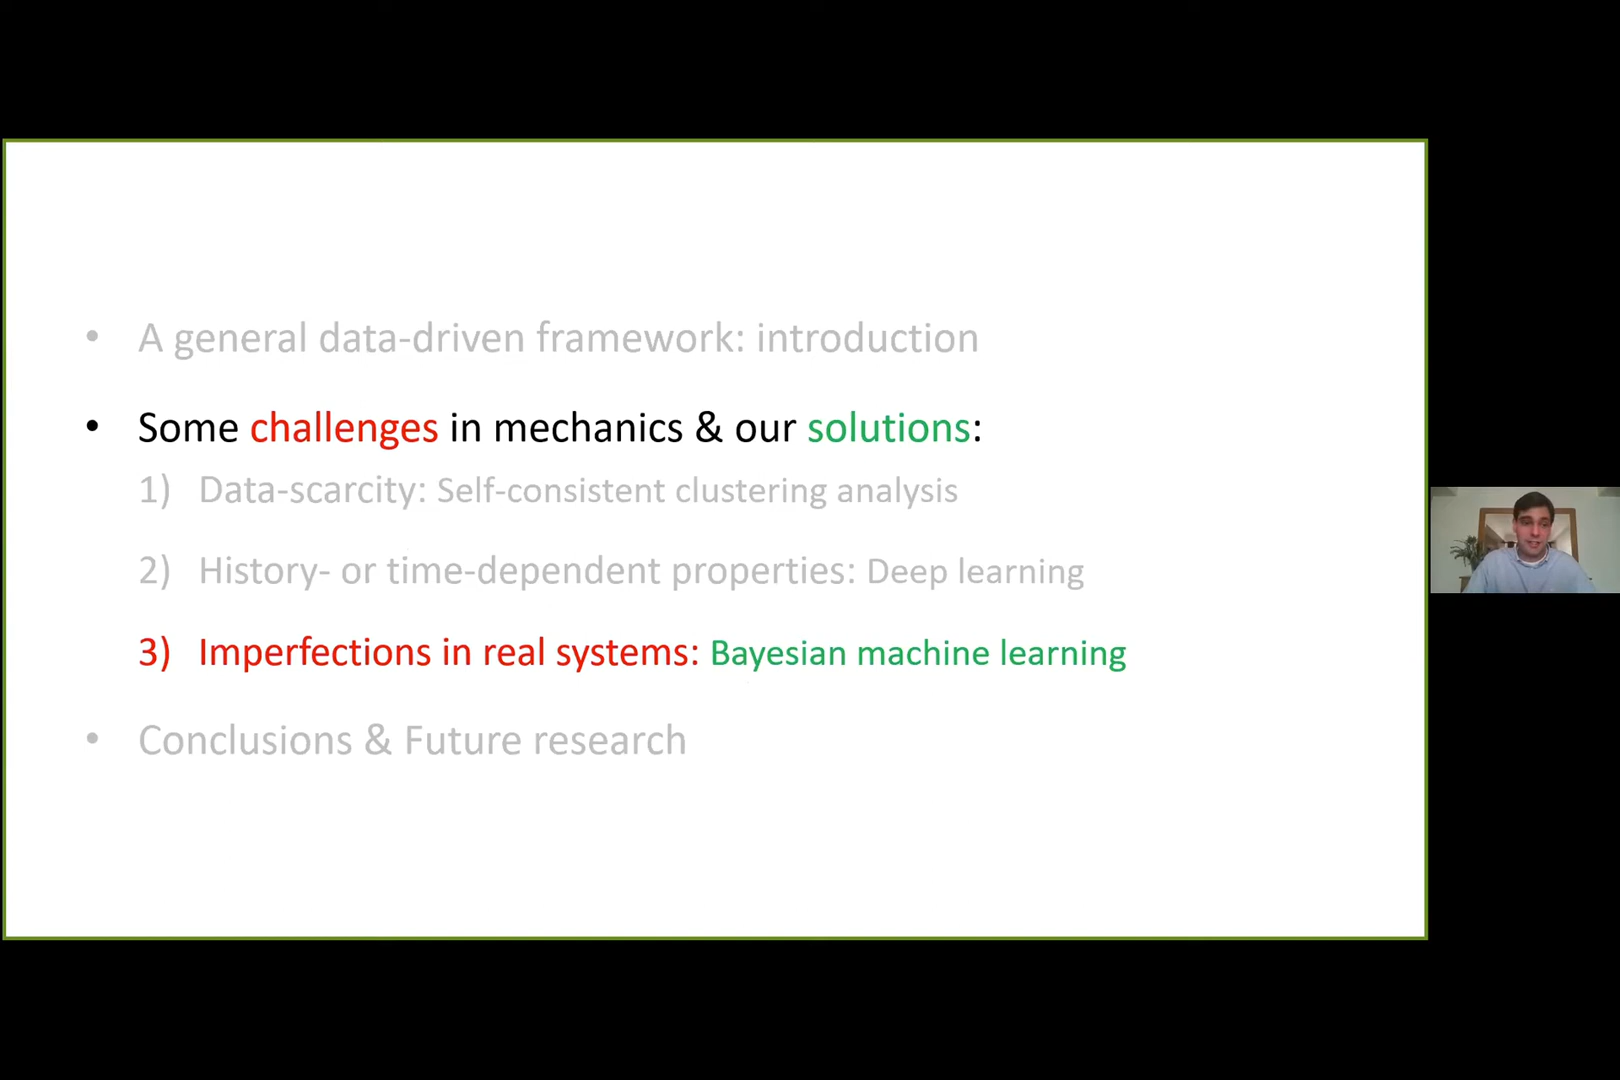 • A general data-driven framework: introduction
• Some challenges in mechanics & our solutions:
1) Data-scarcity: Self-consistent clustering analysis
2) History- or time-dependent properties: Deep learning
3) Imperfections in real systems: Bayesian machine learning
• Conclusions & Future research